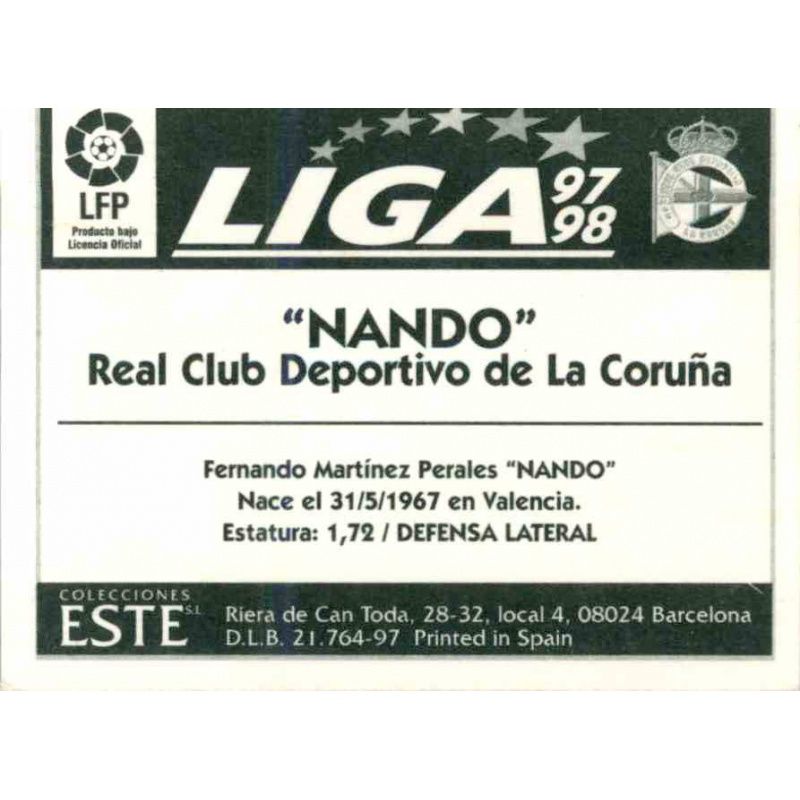 LFP
Producto bajo
Licencia Oficial
LIGA 97 98
"NANDO"
Real Club Deportivo de La Coruña
Fernando Martínez Perales "NANDO"
Nace el 31/5/1967 en Valencia.
Estatura: 1,72 / DEFENSA LATERAL
COLECCIONES
ESTE S.L
Riera de Can Toda, 28-32, local 4, 08024 Barcelona
D.L.B. 21.764-97 Printed in Spain